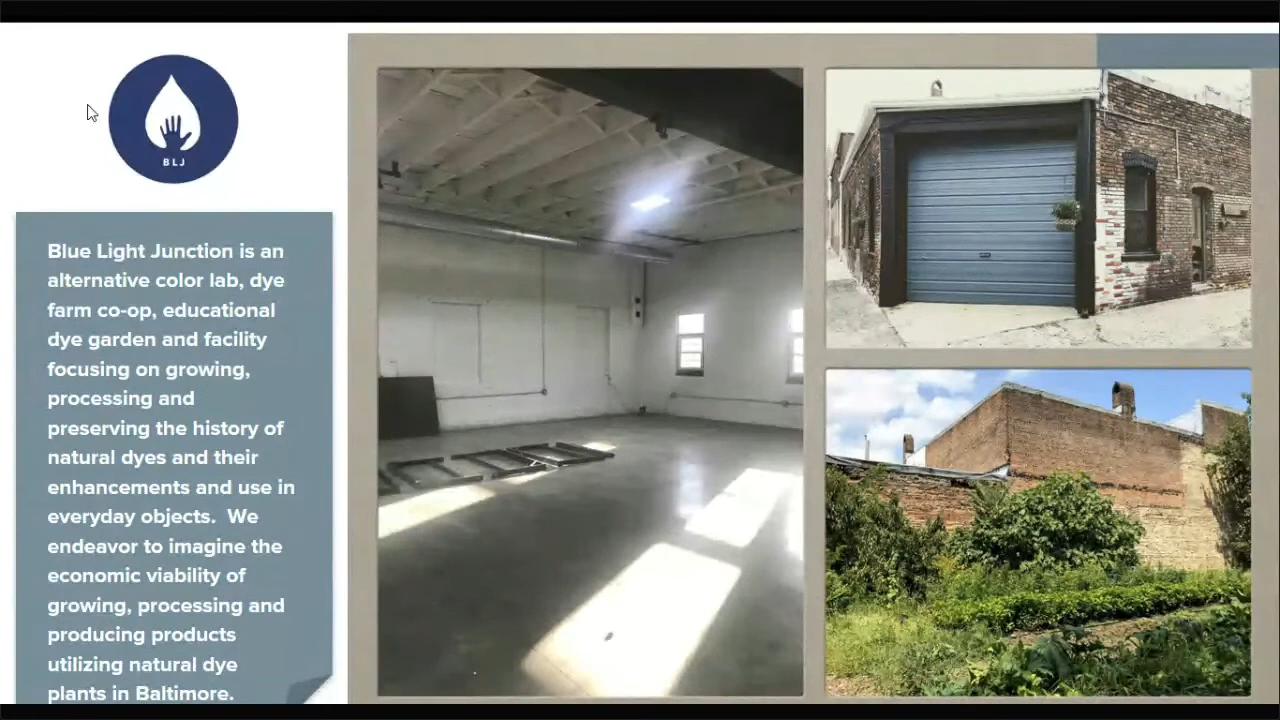 BLJ
Blue Light Junction is an
alternative color lab, dye
farm co-op, educational
dye garden and facility
focusing on growing,
processing and
preserving the history of
natural dyes and their
enhancements and use in
everyday objects.  We
endeavor to imagine the
economic viability of
growing, processing and
producing products
utilizing natural dye
plants in Baltimore.